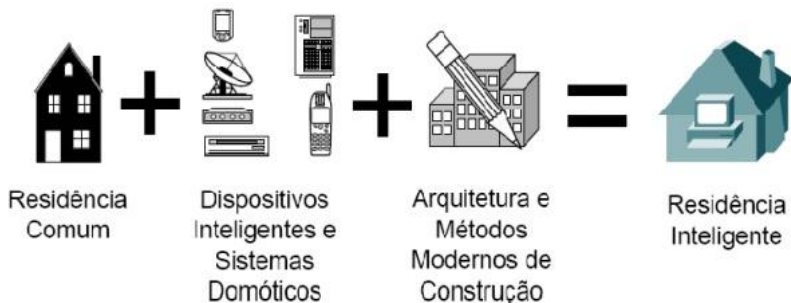 Residência
Comum
Dispositivos
Inteligentes e
Sistemas
Domóticos
Arquitetura e
Métodos
Modernos de
Construção
Residência
Inteligente